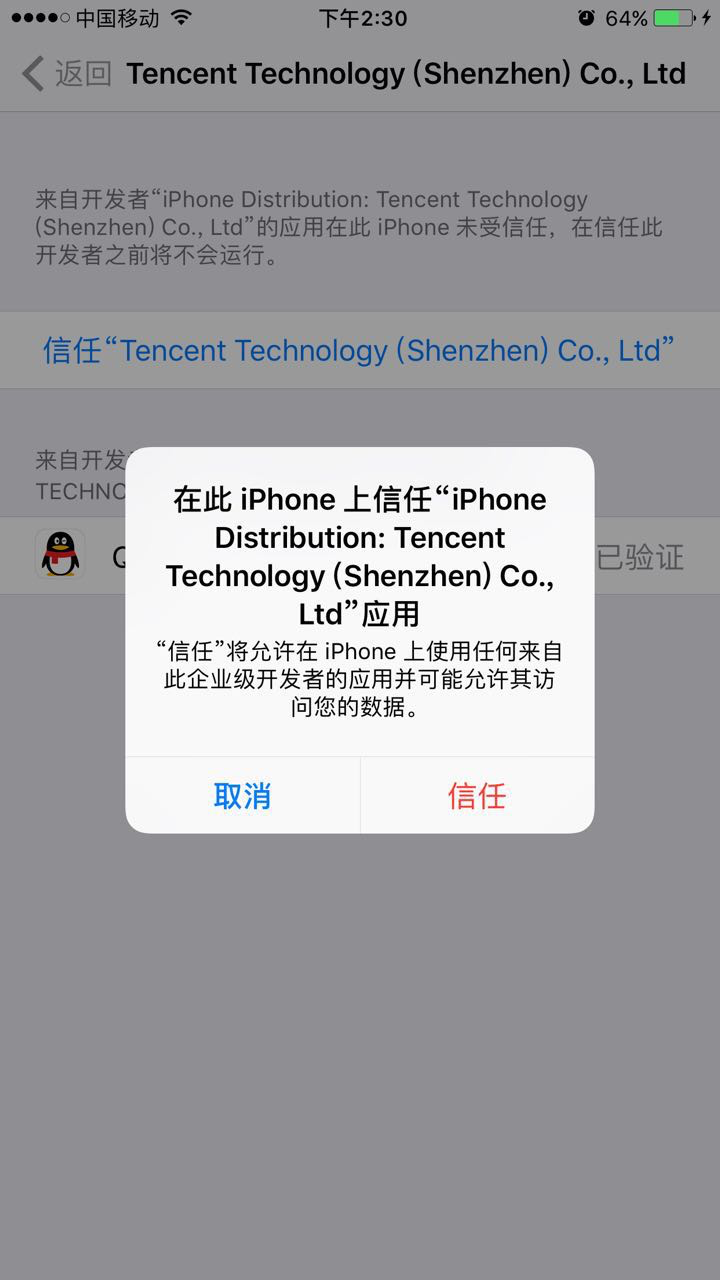 中国移动 下午2:30 64%
返回 Tencent Technology (Shenzhen) Co., Ltd
来自开发者“iPhone Distribution: Tencent Technology
(Shenzhen) Co., Ltd”的应用在此 iPhone 未受信任，在信任此
开发者之前将不会运行。
信任“Tencent Technology (Shenzhen) Co., Ltd”
来自开发
TECHNO
已验证
在此 iPhone 上信任“iPhone
Distribution: Tencent
Technology (Shenzhen) Co.,
Ltd”应用
“信任”将允许在 iPhone 上使用任何来自
此企业级开发者的应用并可能允许其访
问您的数据。
取消 信任